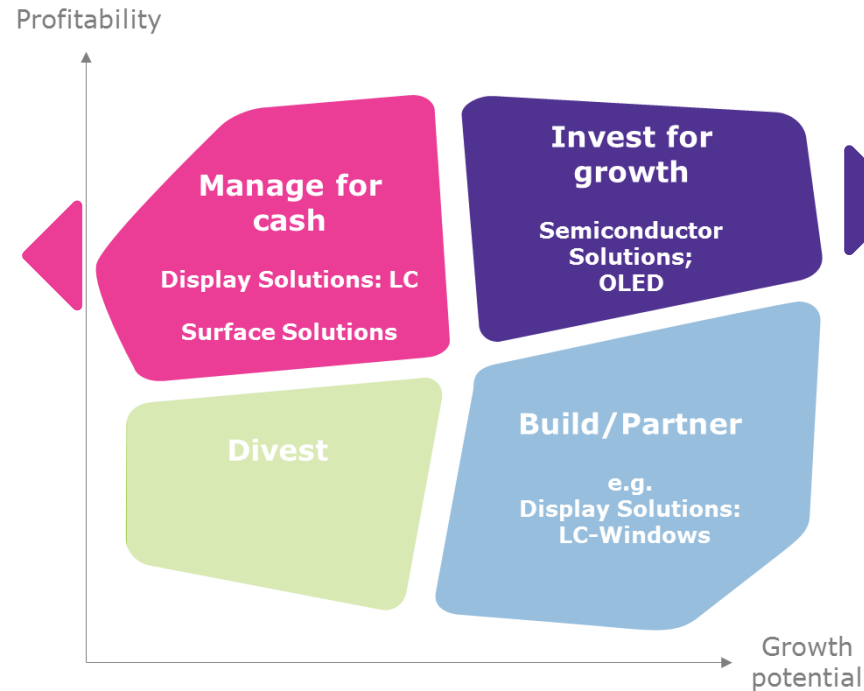 Profitability
Manage for
cash
Display Solutions: LC
Surface Solutions
Invest for
growth
Semiconductor
Solutions;
OLED
Divest
Build/Partner
e.g.
Display Solutions:
LC-Windows
Growth
potential